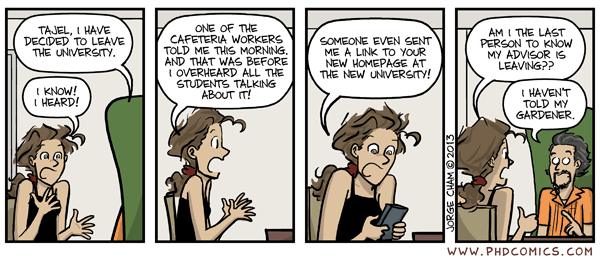 TAJEL, I HAVE
DECIDED TO LEAVE
THE UNIVERSITY.
I KNOW!
I HEARD!
ONE OF THE
CAFETERIA WORKERS
TOLD ME THIS MORNING.
AND THAT WAS BEFORE
I OVERHEARD ALL THE
STUDENTS TALKING
ABOUT IT!
SOMEONE EVEN SENT
ME A LINK TO YOUR
NEW HOMEPAGE AT
THE NEW UNIVERSITY!
AM I THE LAST
PERSON TO KNOW
MY ADVISOR IS
LEAVING??
I HAVEN'T
TOLD MY
GARDENER.
JORGE CHAM © 2013
WWW.PHDCOMICS.COM